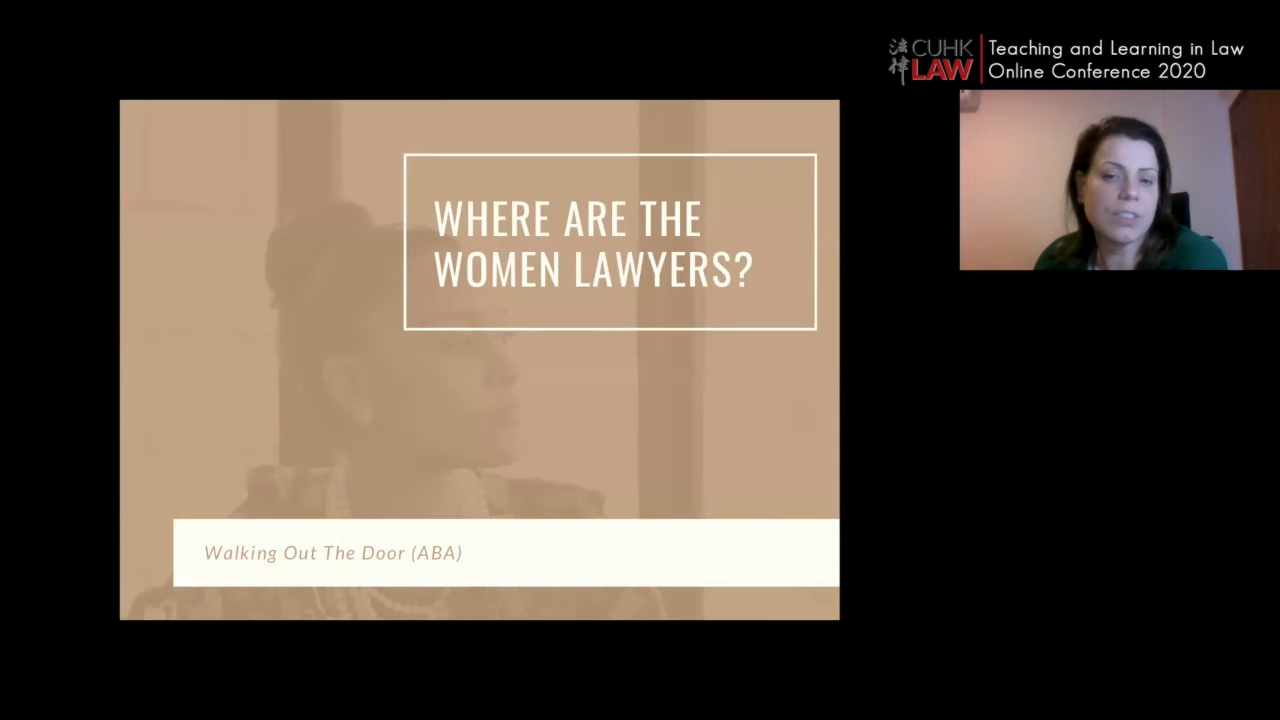 法律 CUHK LAW
Teaching and Learning in Law
Online Conference 2020
WHERE ARE THE
WOMEN LAWYERS?
Walking Out The Door (ABA)